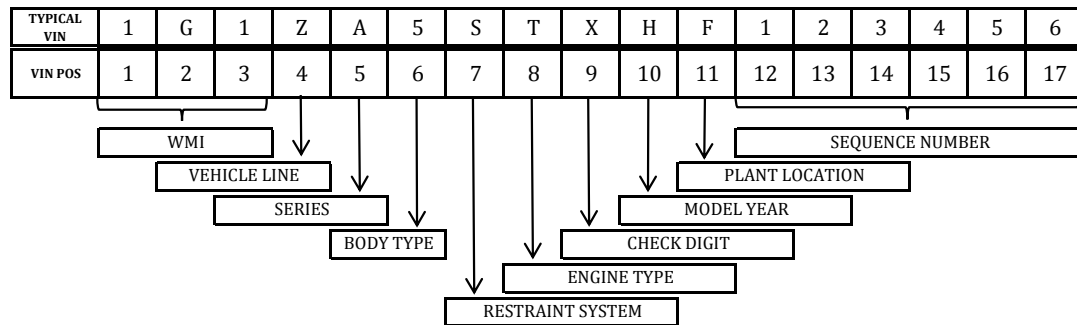 TYPICAL VIN 1 G 1 Z A 5 S T X H F 1 2 3 4 5 6
VIN POS 1 2 3 4 5 6 7 8 9 10 11 12 13 14 15 16 17
WMI SEQUENCE NUMBER
VEHICLE LINE PLANT LOCATION
SERIES MODEL YEAR
BODY TYPE CHECK DIGIT
ENGINE TYPE
RESTRAINT SYSTEM